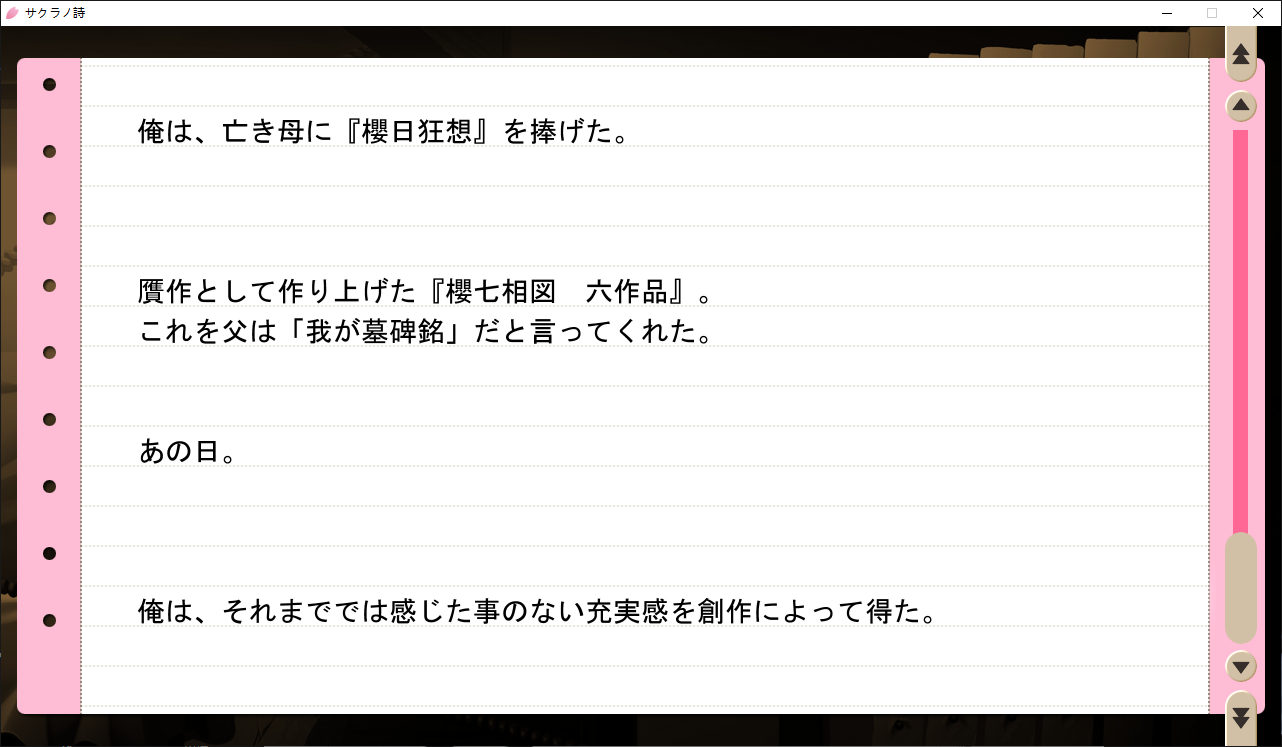 サクラノ詩
俺は、亡き母に『櫻日狂想』を捧げた。
贋作として作り上げた『櫻七相図　六作品』。
これを父は「我が墓碑銘」だと言ってくれた。
あの日。
俺は、それまででは感じた事のない充実感を創作によって得た。